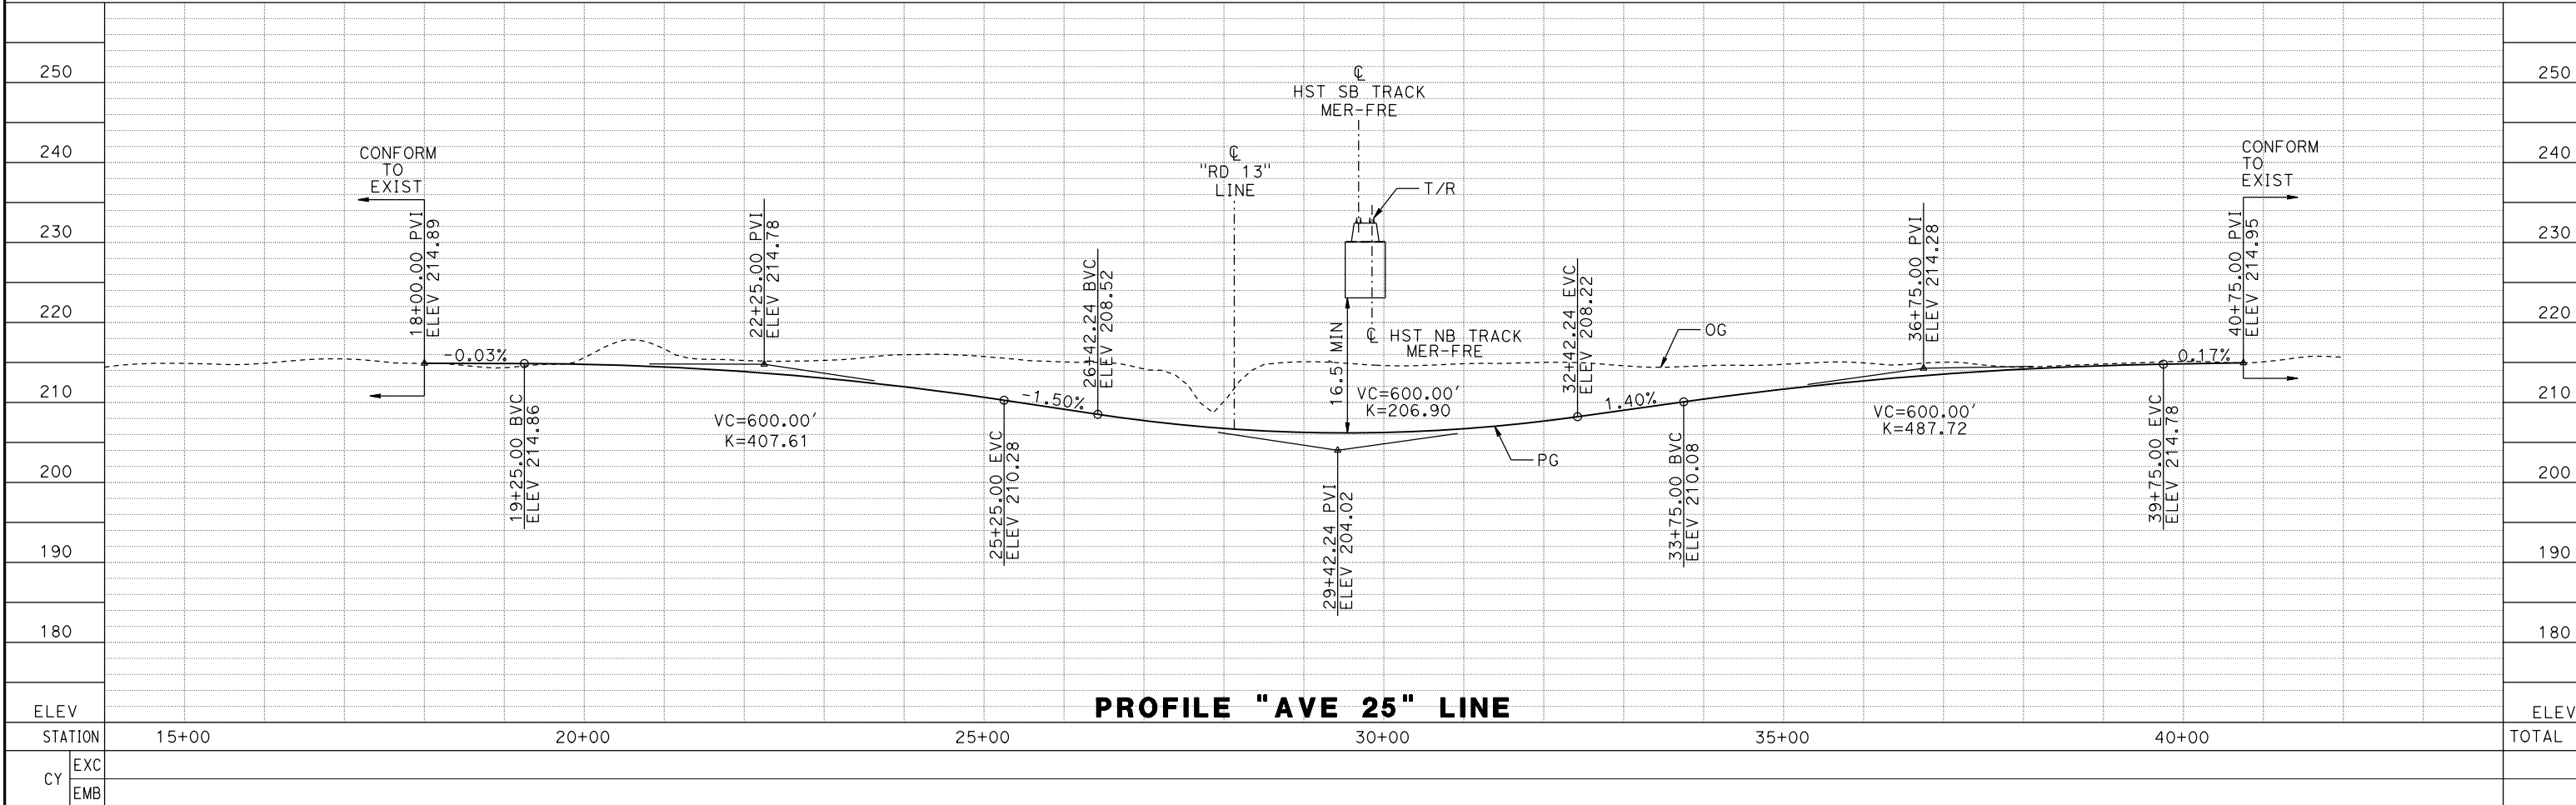 250
240
230
220
210
200
190
180
ELEV
250
240
230
220
210
200
190
180
ELEV
CONFORM
TO
EXIST
18+00.00 PVI
ELEV 214.89
-0.03%
19+25.00 BVC
ELEV 214.86
22+25.00 PVI
ELEV 214.78
VC=600.00'
K=407.61
25+25.00 EVC
ELEV 210.28
-1.50%
26+42.24 BVC
ELEV 208.52
℄
"RD 13"
LINE
℄
HST SB TRACK
MER-FRE
T/R
16.5' MIN
℄ HST NB TRACK
MER-FRE
VC=600.00'
K=206.90
29+42.24 PVI
ELEV 204.02
PG
OG
32+42.24 EVC
ELEV 208.22
1.40%
33+75.00 BVC
ELEV 210.08
36+75.00 PVI
ELEV 214.28
VC=600.00'
K=487.72
39+75.00 EVC
ELEV 214.78
0.17%
40+75.00 PVI
ELEV 214.95
CONFORM
TO
EXIST
PROFILE "AVE 25" LINE
STATION 15+00 20+00 25+00 30+00 35+00 40+00 TOTAL
CY
EXC
EMB